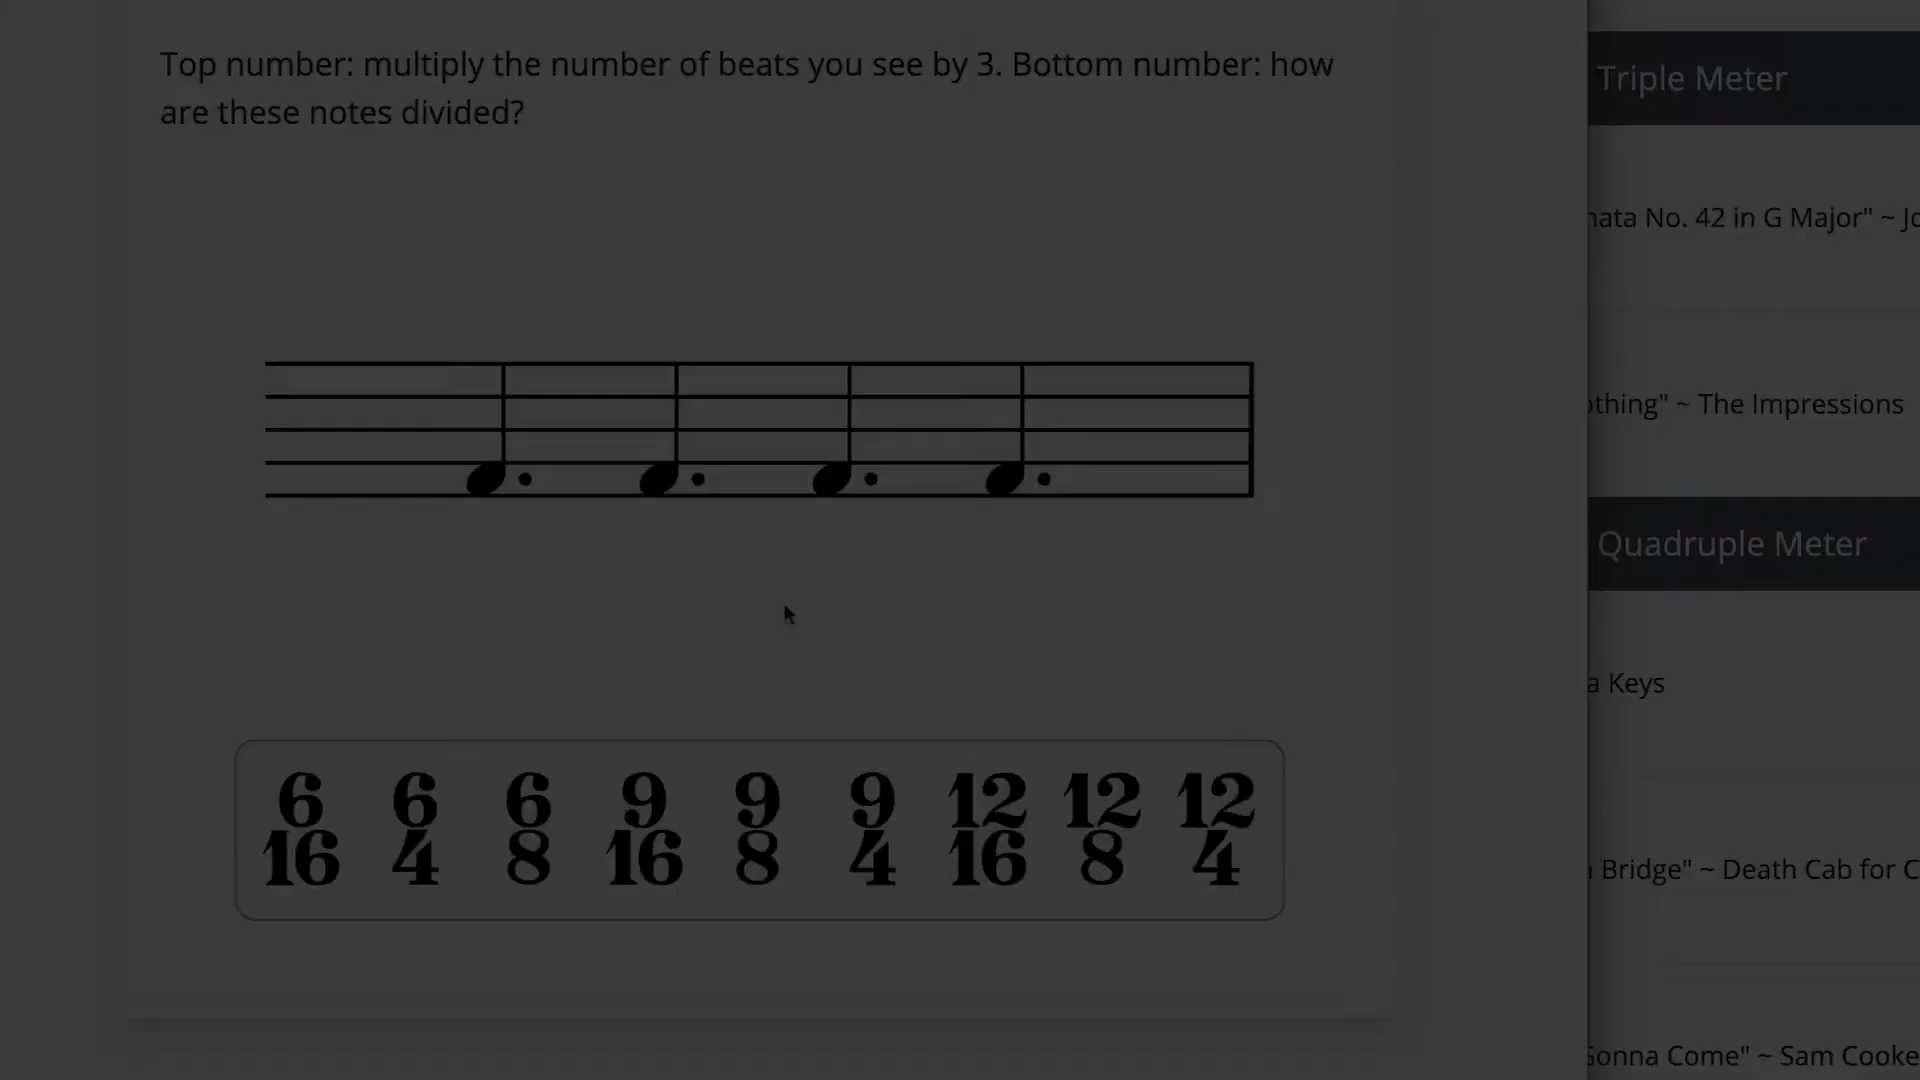 Top number: multiply the number of beats you see by 3. Bottom number: how
are these notes divided?
6 6 6 9 9 9 12 12 12
16 4 8 16 8 4 16 8 4
Triple Meter
nata No. 42 in G Major" ~ Jo
othing" ~ The Impressions
Quadruple Meter
a Keys
Bridge" ~ Death Cab for C
Gonna Come" ~ Sam Cooke